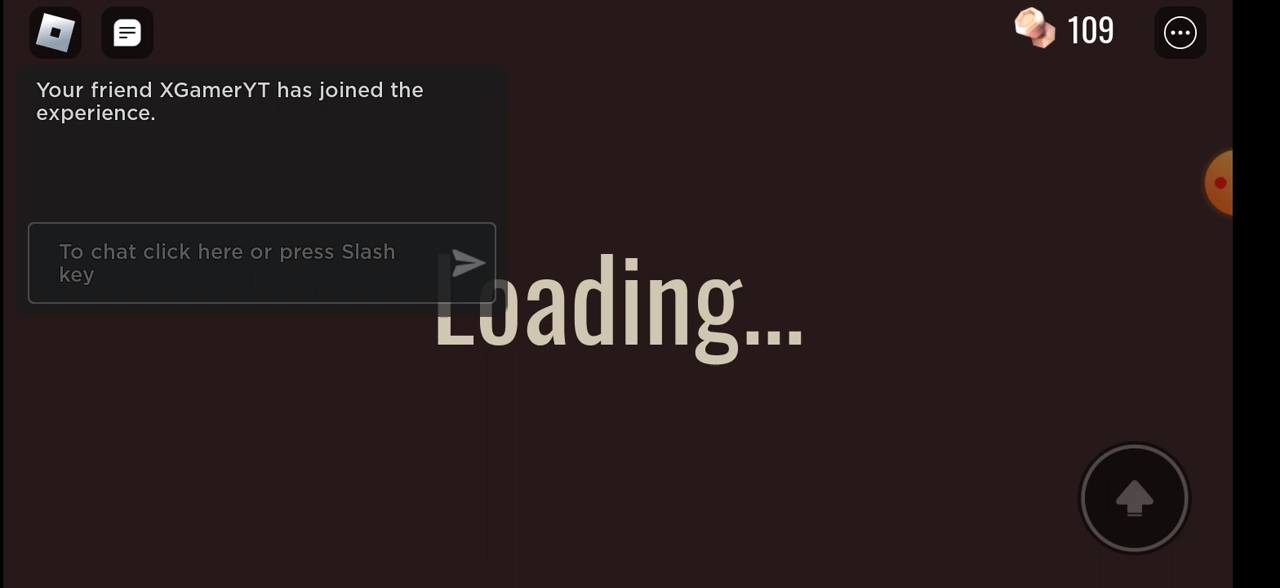 109
Your friend XGamerYT has joined the
experience.
To chat click here or press Slash
key
Loading...